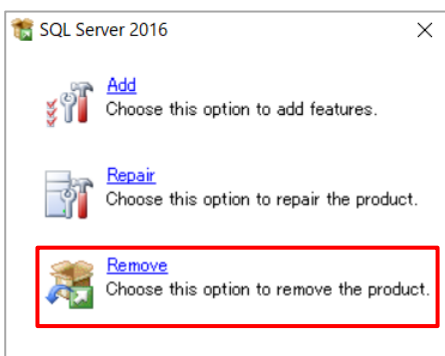 SQL Server 2016
Add
Choose this option to add features.
Repair
Choose this option to repair the product.
Remove
Choose this option to remove the product.